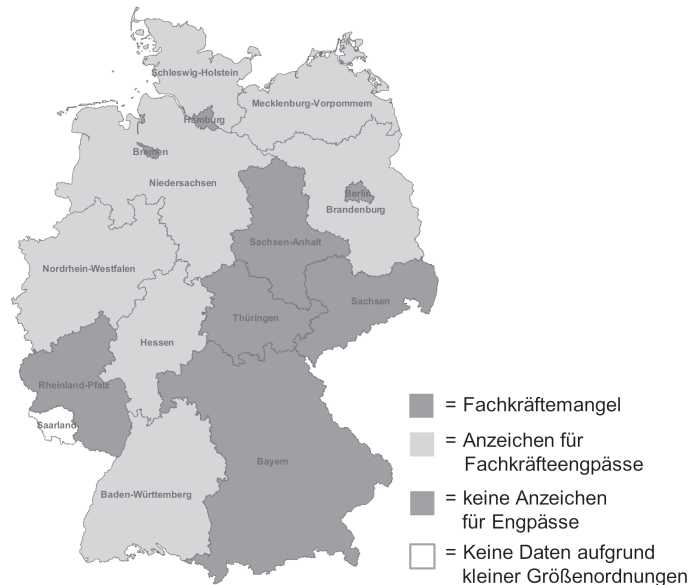 Schleswig-Holstein
Mecklenburg-Vorpommern
Hamburg
Bremen
Niedersachsen
Berlin
Brandenburg
Sachsen-Anhalt
Nordrhein-Westfalen
Sachsen
Thüringen
Hessen
Rheinland-Pfalz
Saarland
Bayern
Baden-Württemberg
= Fachkräftemangel
= Anzeichen für
Fachkräfteengpässe
= keine Anzeichen
für Engpässe
= Keine Daten aufgrund
kleiner Größenordnungen